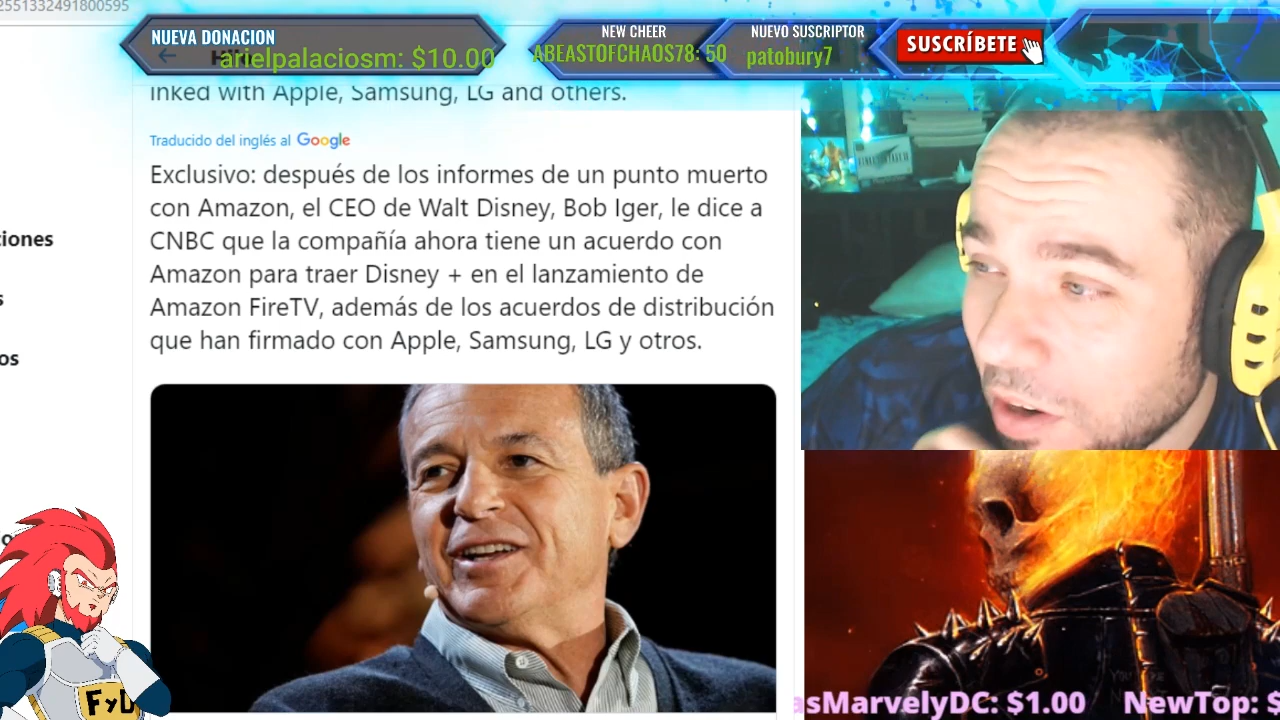 2551332491800595
NUEVA DONACION
arielpalaciosm: $10.00
NEW CHEER
ABEASTOFCHAOS78: 50
NUEVO SUSCRIPTOR
patobury7
SUSCRÍBETE
inked with Apple, Samsung, LG and others.
Traducido del inglés al Google
Exclusivo: después de los informes de un punto muerto
con Amazon, el CEO de Walt Disney, Bob Iger, le dice a
CNBC que la compañía ahora tiene un acuerdo con
Amazon para traer Disney + en el lanzamiento de
Amazon FireTV, además de los acuerdos de distribución
que han firmado con Apple, Samsung, LG y otros.
ciones
s
os
FyD
asMarvelyDC: $1.00 NewTop: $